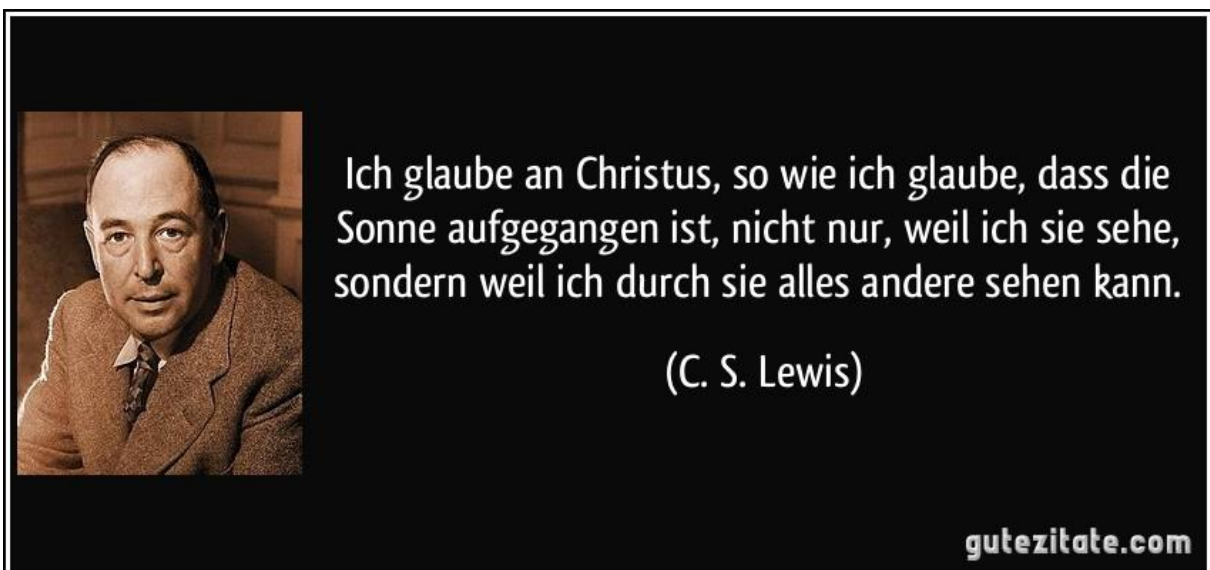 Ich glaube an Christus, so wie ich glaube, dass die
Sonne aufgegangen ist, nicht nur, weil ich sie sehe,
sondern weil ich durch sie alles andere sehen kann.
(C. S. Lewis)
gutezitate.com